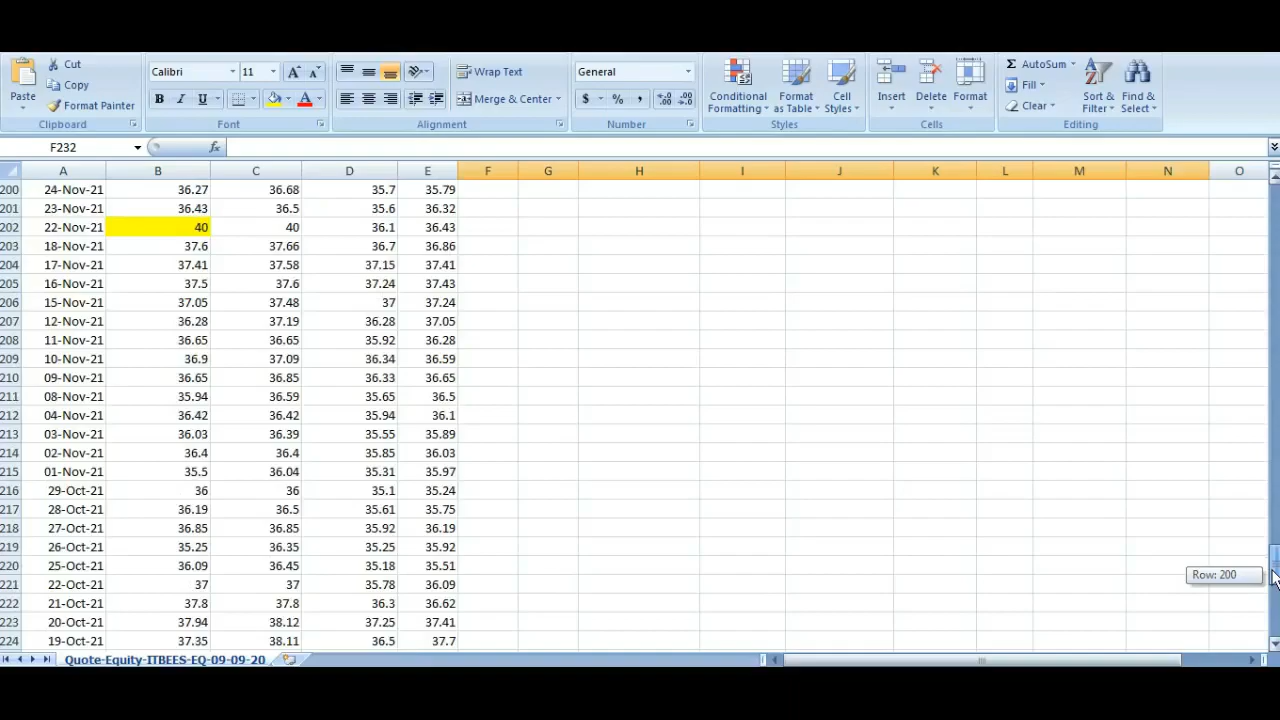 Cut
Copy
Format Painter
Paste
Clipboard
Calibri 11
B I U
Font
Wrap Text
Merge & Center
Alignment
General
$ % ,
Number
Conditional Formatting
Format as Table
Cell Styles
Styles
Insert
Delete
Format
Cells
AutoSum
Fill
Clear
Sort & Filter
Find & Select
Editing
F232 fx
A B C D E F G H I J K L M N O
200 24-Nov-21 36.27 36.68 35.7 35.79
201 23-Nov-21 36.43 36.5 35.6 36.32
202 22-Nov-21 40 40 36.1 36.43
203 18-Nov-21 37.6 37.66 36.7 36.86
204 17-Nov-21 37.41 37.58 37.15 37.41
205 16-Nov-21 37.5 37.6 37.24 37.43
206 15-Nov-21 37.05 37.48 37 37.24
207 12-Nov-21 36.28 37.19 36.28 37.05
208 11-Nov-21 36.65 36.65 35.92 36.28
209 10-Nov-21 36.9 37.09 36.34 36.59
210 09-Nov-21 36.65 36.85 36.33 36.65
211 08-Nov-21 35.94 36.59 35.65 36.5
212 04-Nov-21 36.42 36.42 35.94 36.1
213 03-Nov-21 36.03 36.39 35.55 35.89
214 02-Nov-21 36.4 36.4 35.85 36.03
215 01-Nov-21 35.5 36.04 35.31 35.97
216 29-Oct-21 36 36 35.1 35.24
217 28-Oct-21 36.19 36.5 35.61 35.75
218 27-Oct-21 36.85 36.85 35.92 36.19
219 26-Oct-21 35.25 36.35 35.25 35.92
220 25-Oct-21 36.09 36.45 35.18 35.51
221 22-Oct-21 37 37 35.78 36.09
222 21-Oct-21 37.8 37.8 36.3 36.62
223 20-Oct-21 37.94 38.12 37.25 37.41
224 19-Oct-21 37.35 38.11 36.5 37.7
Row: 200
Quote-Equity-ITBEES-EQ-09-09-20